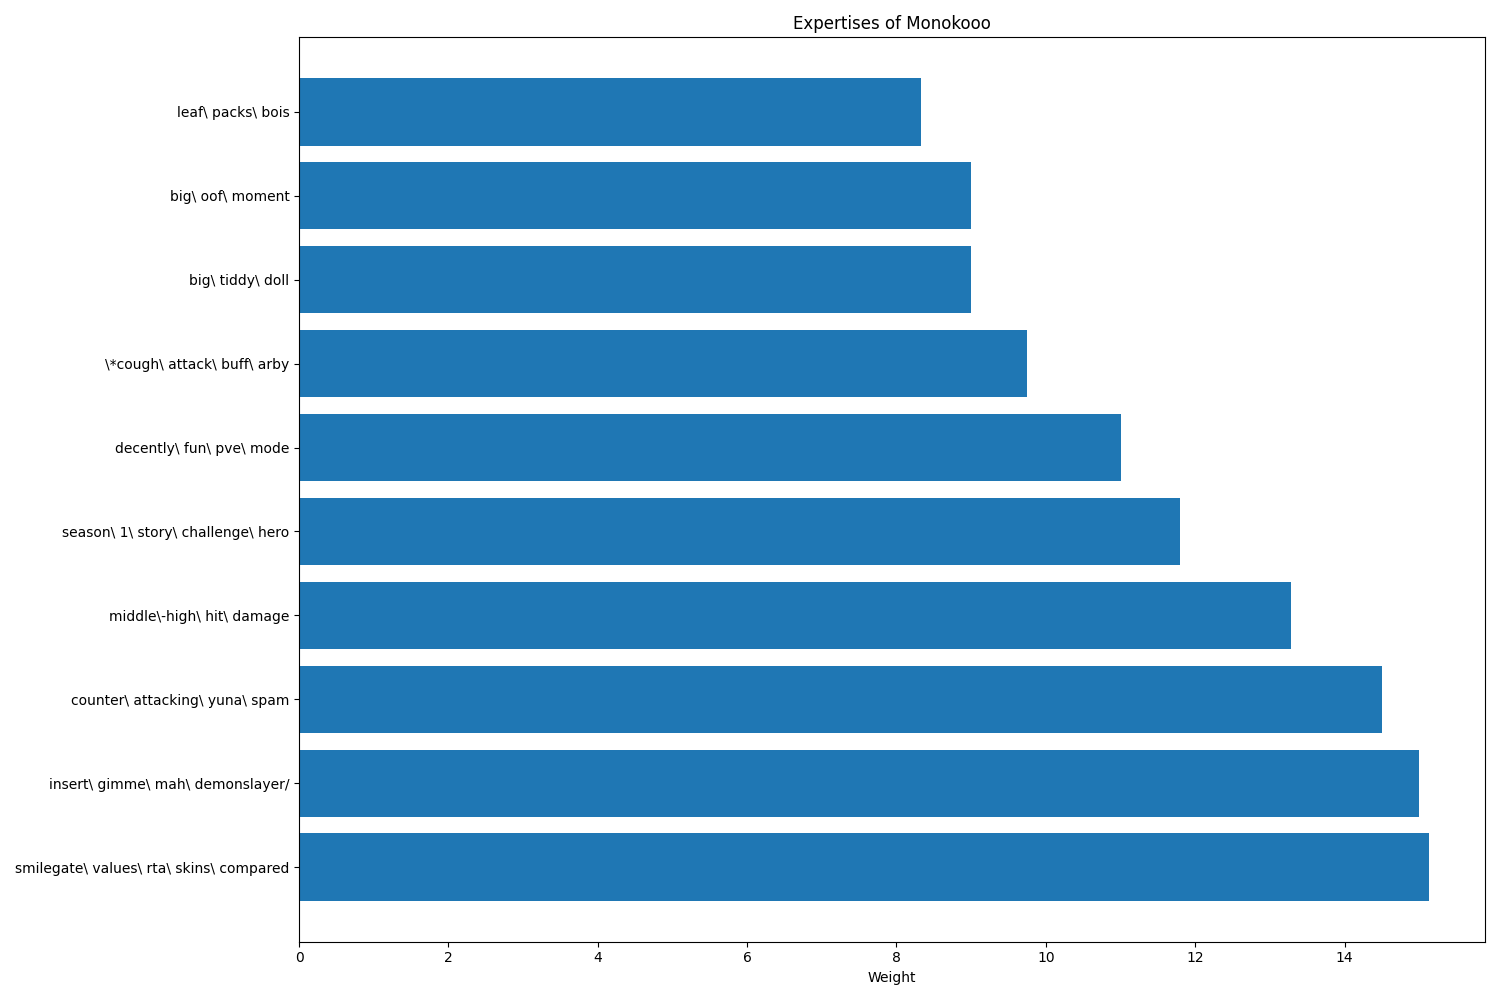 Expertises of Monokooo
leaf\ packs\ bois
big\ oof\ moment
big\ tiddy\ doll
\*cough\ attack\ buff\ arby
decently\ fun\ pve\ mode
season\ 1\ story\ challenge\ hero
middle\-high\ hit\ damage
counter\ attacking\ yuna\ spam
insert\ gimme\ mah\ demonslayer/
smilegate\ values\ rta\ skins\ compared
0 2 4 6 8 10 12 14
Weight